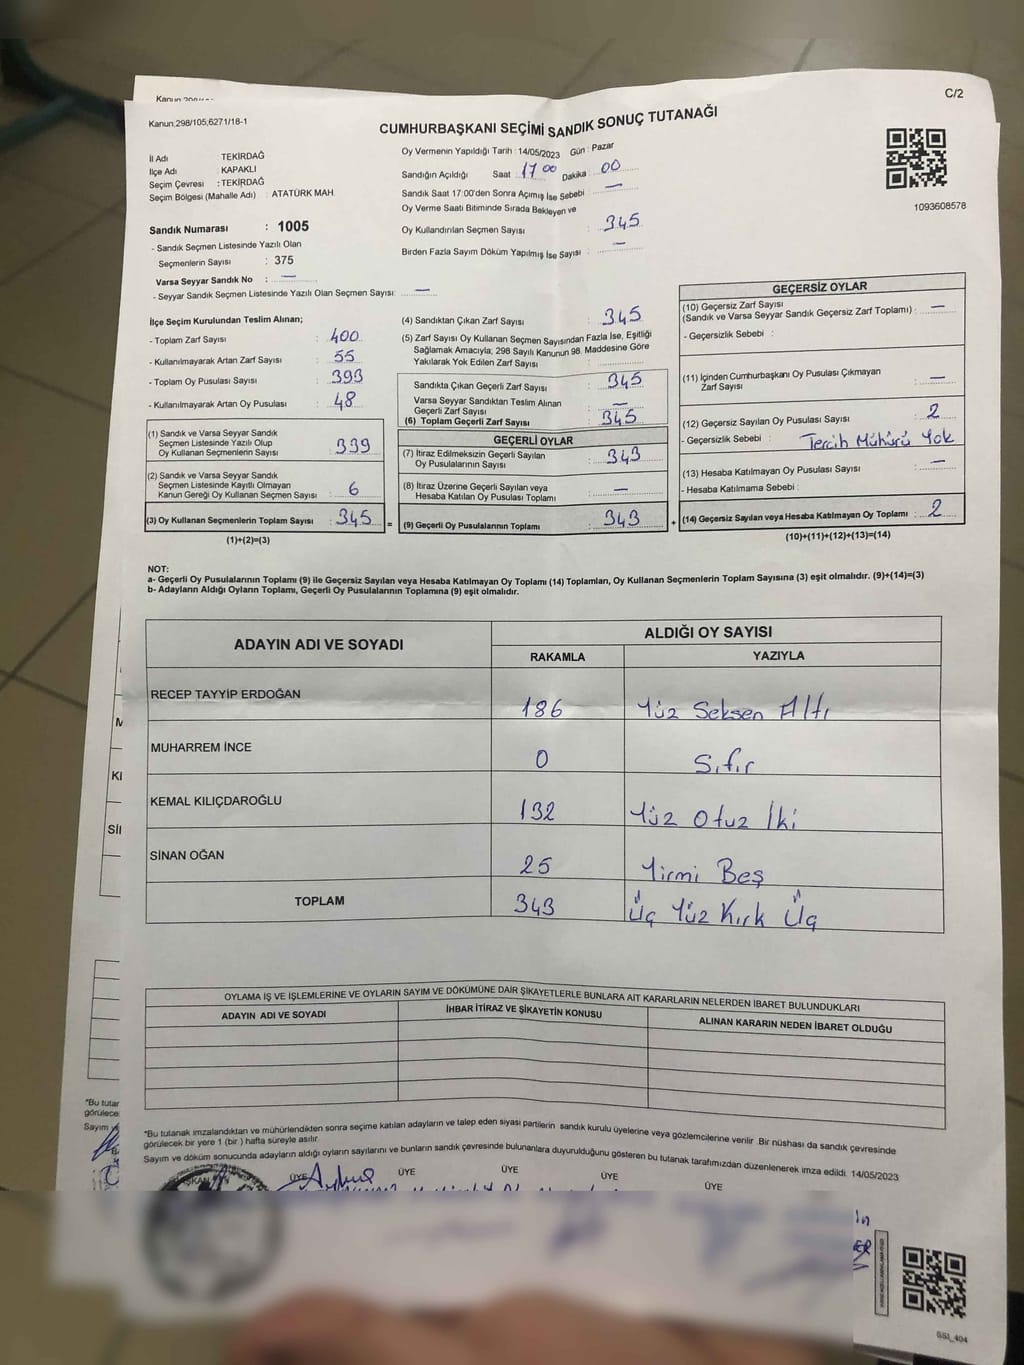 C/2
Kanun;298/105,6271/18-1
CUMHURBAŞKANI SEÇİMİ SANDIK SONUÇ TUTANAĞI
İl Adı TEKİRDAĞ
İlçe Adı : KAPAKLI
Seçim Çevresi : TEKİRDAĞ
Seçim Bölgesi (Mahalle Adı) : ATATÜRK MAH.
Sandık Numarası : 1005
- Sandık Seçmen Listesinde Yazılı Olan
Seçmenlerin Sayısı : 375
Varsa Seyyar Sandık No : —
- Seyyar Sandık Seçmen Listesinde Yazılı Olan Seçmen Sayısı: —
Oy Vermenin Yapıldığı Tarih : 14/05/2023 Gün : Pazar
Sandığın Açıldığı Saat : 17 00 Dakika : 00
Sandık Saat 17:00'den Sonra Açımış İse Sebebi : —
Oy Verme Saati Bitiminde Sırada Bekleyen ve
Oy Kullandırılan Seçmen Sayısı : 345
Birden Fazla Sayım Döküm Yapılmış İse Sayısı : —
1093608578
İlçe Seçim Kurulundan Teslim Alınan;
- Toplam Zarf Sayısı : 400
- Kullanılmayarak Artan Zarf Sayısı : 55
- Toplam Oy Pusulası Sayısı : 393
- Kullanılmayarak Artan Oy Pusulası : 48
(1) Sandık ve Varsa Seyyar Sandık
Seçmen Listesinde Yazılı Olup
Oy Kullanan Seçmenlerin Sayısı : 339
(2) Sandık ve Varsa Seyyar Sandık
Seçmen Listesinde Kayıtlı Olmayan
Kanun Gereği Oy Kullanan Seçmen Sayısı : 6
(3) Oy Kullanan Seçmenlerin Toplam Sayısı : 345 =
(1)+(2)=(3)
(4) Sandıktan Çıkan Zarf Sayısı : 345
(5) Zarf Sayısı Oy Kullanan Seçmen Sayısından Fazla İse, Eşitliği
Sağlamak Amacıyla; 298 Sayılı Kanunun 98. Maddesine Göre
Yakılarak Yok Edilen Zarf Sayısı :
Sandıkta Çıkan Geçerli Zarf Sayısı : 345
Varsa Seyyar Sandıktan Teslim Alınan
Geçerli Zarf Sayısı : —
(6) Toplam Geçerli Zarf Sayısı : 345
GEÇERLİ OYLAR
(7) İtiraz Edilmeksizin Geçerli Sayılan
Oy Pusulalarının Sayısı : 343
(8) İtiraz Üzerine Geçerli Sayılan veya
Hesaba Katılan Oy Pusulası Toplamı : —
(9) Geçerli Oy Pusulalarının Toplamı : 343 +
GEÇERSİZ OYLAR
(10) Geçersiz Zarf Sayısı
(Sandık ve Varsa Seyyar Sandık Geçersiz Zarf Toplamı) : —
- Geçersizlik Sebebi :
(11) İçinden Cumhurbaşkanı Oy Pusulası Çıkmayan
Zarf Sayısı : —
(12) Geçersiz Sayılan Oy Pusulası Sayısı : 2
- Geçersizlik Sebebi : Tercih Mührü Yok
(13) Hesaba Katılmayan Oy Pusulası Sayısı : —
- Hesaba Katılmama Sebebi :
(14) Geçersiz Sayılan veya Hesaba Katılmayan Oy Toplamı : 2
(10)+(11)+(12)+(13)=(14)
NOT:
a- Geçerli Oy Pusulalarının Toplamı (9) ile Geçersiz Sayılan veya Hesaba Katılmayan Oy Toplamı (14) Toplamları, Oy Kullanan Seçmenlerin Toplam Sayısına (3) eşit olmalıdır. (9)+(14)=(3)
b- Adayların Aldığı Oyların Toplamı, Geçerli Oy Pusulalarının Toplamına (9) eşit olmalıdır.
ADAYIN ADI VE SOYADI
ALDIĞI OY SAYISI
RAKAMLA YAZIYLA
RECEP TAYYİP ERDOĞAN 186 Yüz Seksen Altı
MUHARREM İNCE 0 Sıfır
KEMAL KILIÇDAROĞLU 132 Yüz Otuz İki
SİNAN OĞAN 25 Yirmi Beş
TOPLAM 343 Üç Yüz Kırk Üç
OYLAMA İŞ VE İŞLEMLERİNE VE OYLARIN SAYIM VE DÖKÜMÜNE DAİR ŞİKAYETLERLE BUNLARA AİT KARARLARIN NELERDEN İBARET BULUNDUKLARI
ADAYIN ADI VE SOYADI İHBAR İTİRAZ VE ŞİKAYETİN KONUSU ALINAN KARARIN NEDEN İBARET OLDUĞU
*Bu tutanak imzalandıktan ve mühürlendikten sonra seçime katılan adayların ve talep eden siyasi partilerin sandık kurulu üyelerine veya gözlemcilerine verilir. Bir nüshası da sandık çevresinde
görülecek bir yere 1 (bir ) hafta süreyle asılır.
Sayım ve döküm sonucunda adayların aldığı oyların sayılarını ve bunların sandık çevresinde bulunanlara duyurulduğunu gösteren bu tutanak tarafımızdan düzenlenerek imza edildi. 14/05/2023
ÜYE ÜYE ÜYE ÜYE ÜYE